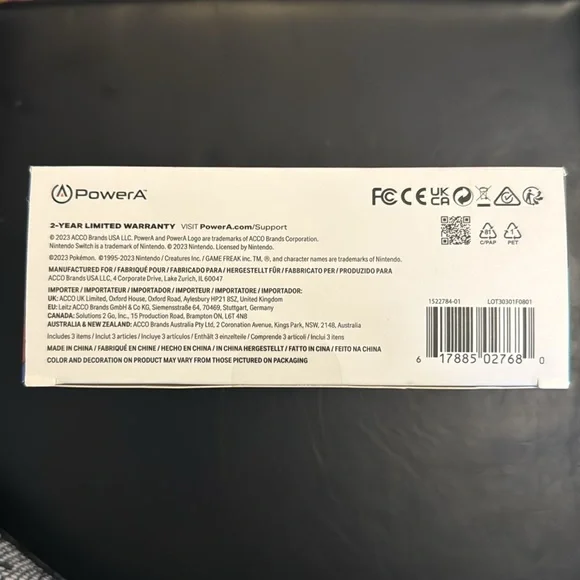 PowerA
FC CE UK CA
2-YEAR LIMITED WARRANTY VISIT PowerA.com/Support
© 2023 ACCO Brands USA LLC. PowerA and PowerA Logo are trademarks of ACCO Brands Corporation.
Nintendo Switch is a trademark of Nintendo. © 2023 Nintendo. Licensed by Nintendo.
81
C/PAP
1
PET
©2023 Pokémon. ©1995-2023 Nintendo / Creatures Inc. / GAME FREAK inc. TM, ®, and character names are trademarks of Nintendo.
MANUFACTURED FOR / FABRIQUÉ POUR / FABRICADO PARA / HERGESTELLT FÜR / FABBRICATO PER / PRODUZIDO PARA
ACCO Brands USA LLC, 4 Corporate Drive, Lake Zurich, IL 60047
IMPORTER / IMPORTATEUR / IMPORTADOR / IMPORTEUR / IMPORTATORE / IMPORTADOR:
UK: ACCO UK Limited, Oxford House, Oxford Road, Aylesbury HP21 8SZ, United Kingdom
EU: Leitz ACCO Brands GmbH & Co KG, Siemensstraße 64, 70469, Stuttgart, Germany
CANADA: Solutions 2 Go, Inc., 15 Production Road, Brampton ON, L6T 4N8
AUSTRALIA & NEW ZEALAND: ACCO Brands Australia Pty Ltd, 2 Coronation Avenue, Kings Park, NSW, 2148, Australia
Includes 3 items / Inclut 3 articles / Incluye 3 artículos / Enthält 3 einzelteile / Comprende 3 articoli / Inclui 3 itens
MADE IN CHINA / FABRIQUÉ EN CHINE / HECHO EN CHINA / IN CHINA HERGESTELLT / FATTO IN CINA / FEITO NA CHINA
COLOR AND DECORATION ON PRODUCT MAY VARY FROM THOSE PICTURED ON PACKAGING
1522784-01 LOT30301F0801
6 17885 02768 0